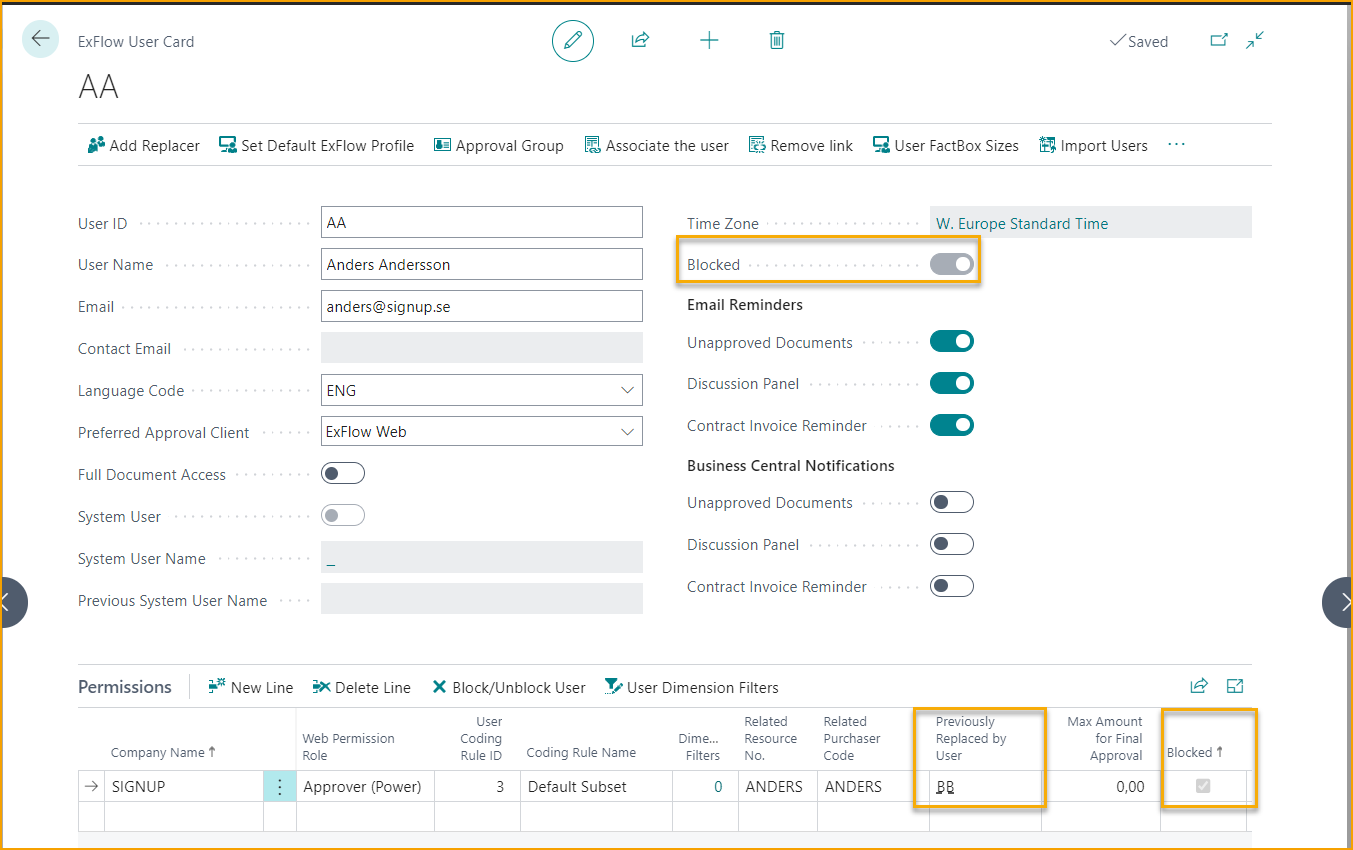 ExFlow User Card
Saved
AA
Add Replacer
Set Default ExFlow Profile
Approval Group
Associate the user
Remove link
User FactBox Sizes
Import Users
···
User ID
AA
User Name
Anders Andersson
Email
anders@signup.se
Contact Email
Language Code
ENG
Preferred Approval Client
ExFlow Web
Full Document Access
System User
System User Name
_
Previous System User Name
Time Zone
W. Europe Standard Time
Blocked
Email Reminders
Unapproved Documents
Discussion Panel
Contract Invoice Reminder
Business Central Notifications
Unapproved Documents
Discussion Panel
Contract Invoice Reminder
Permissions
New Line
Delete Line
Block/Unblock User
User Dimension Filters
Company Name ↑
Web Permission
Role
User
Coding
Rule ID
Coding Rule Name
Dime...
Filters
Related
Resource
No.
Related
Purchaser
Code
Previously
Replaced by
User
Max Amount
for Final
Approval
Blocked ↑
SIGNUP
Approver (Power)
3
Default Subset
0
ANDERS
ANDERS
BB
0,00